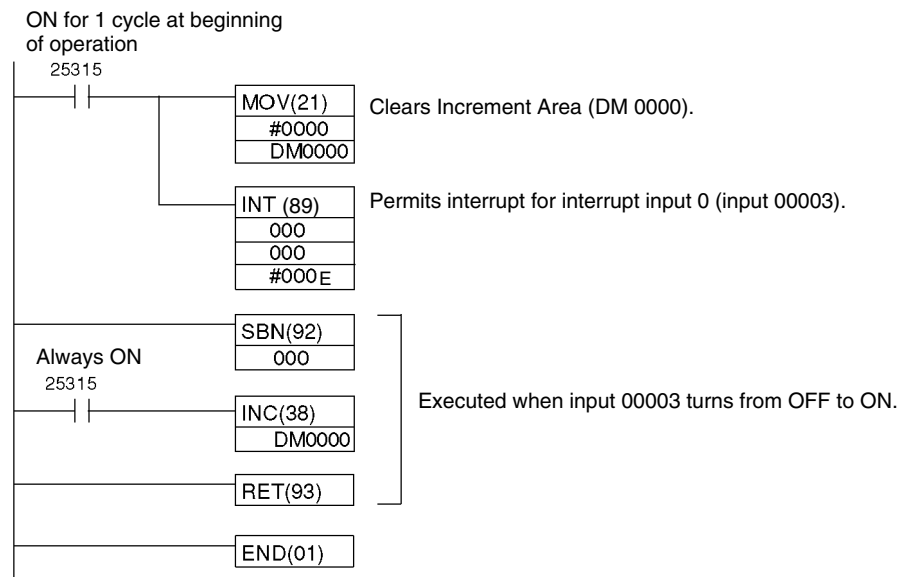 ON for 1 cycle at beginning
of operation
25315
MOV(21)
#0000
DM0000
Clears Increment Area (DM 0000).
INT (89)
000
000
#000E
Permits interrupt for interrupt input 0 (input 00003).
SBN(92)
000
Always ON
25315
INC(38)
DM0000
Executed when input 00003 turns from OFF to ON.
RET(93)
END(01)